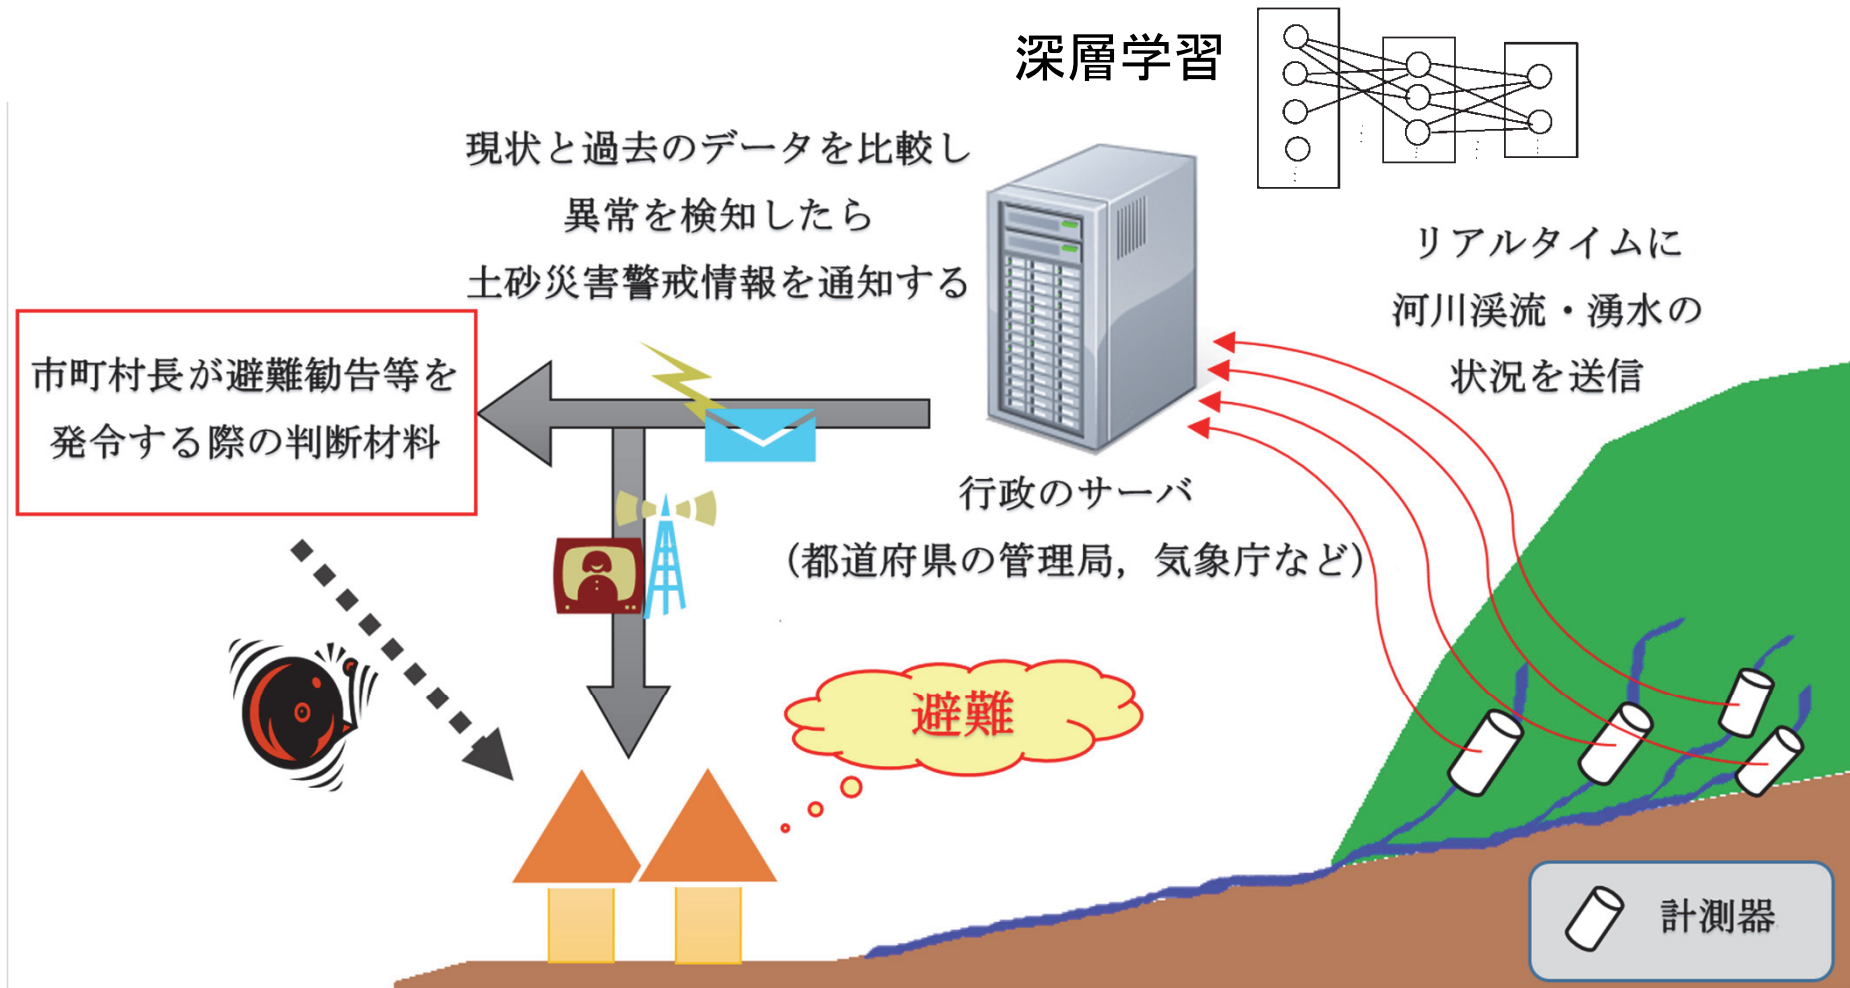 深層学習
現状と過去のデータを比較し
異常を検知したら
土砂災害警戒情報を通知する
リアルタイムに
河川渓流・湧水の
状況を送信
市町村長が避難勧告等を
発令する際の判断材料
行政のサーバ
（都道府県の管理局，気象庁など）
避難
計測器